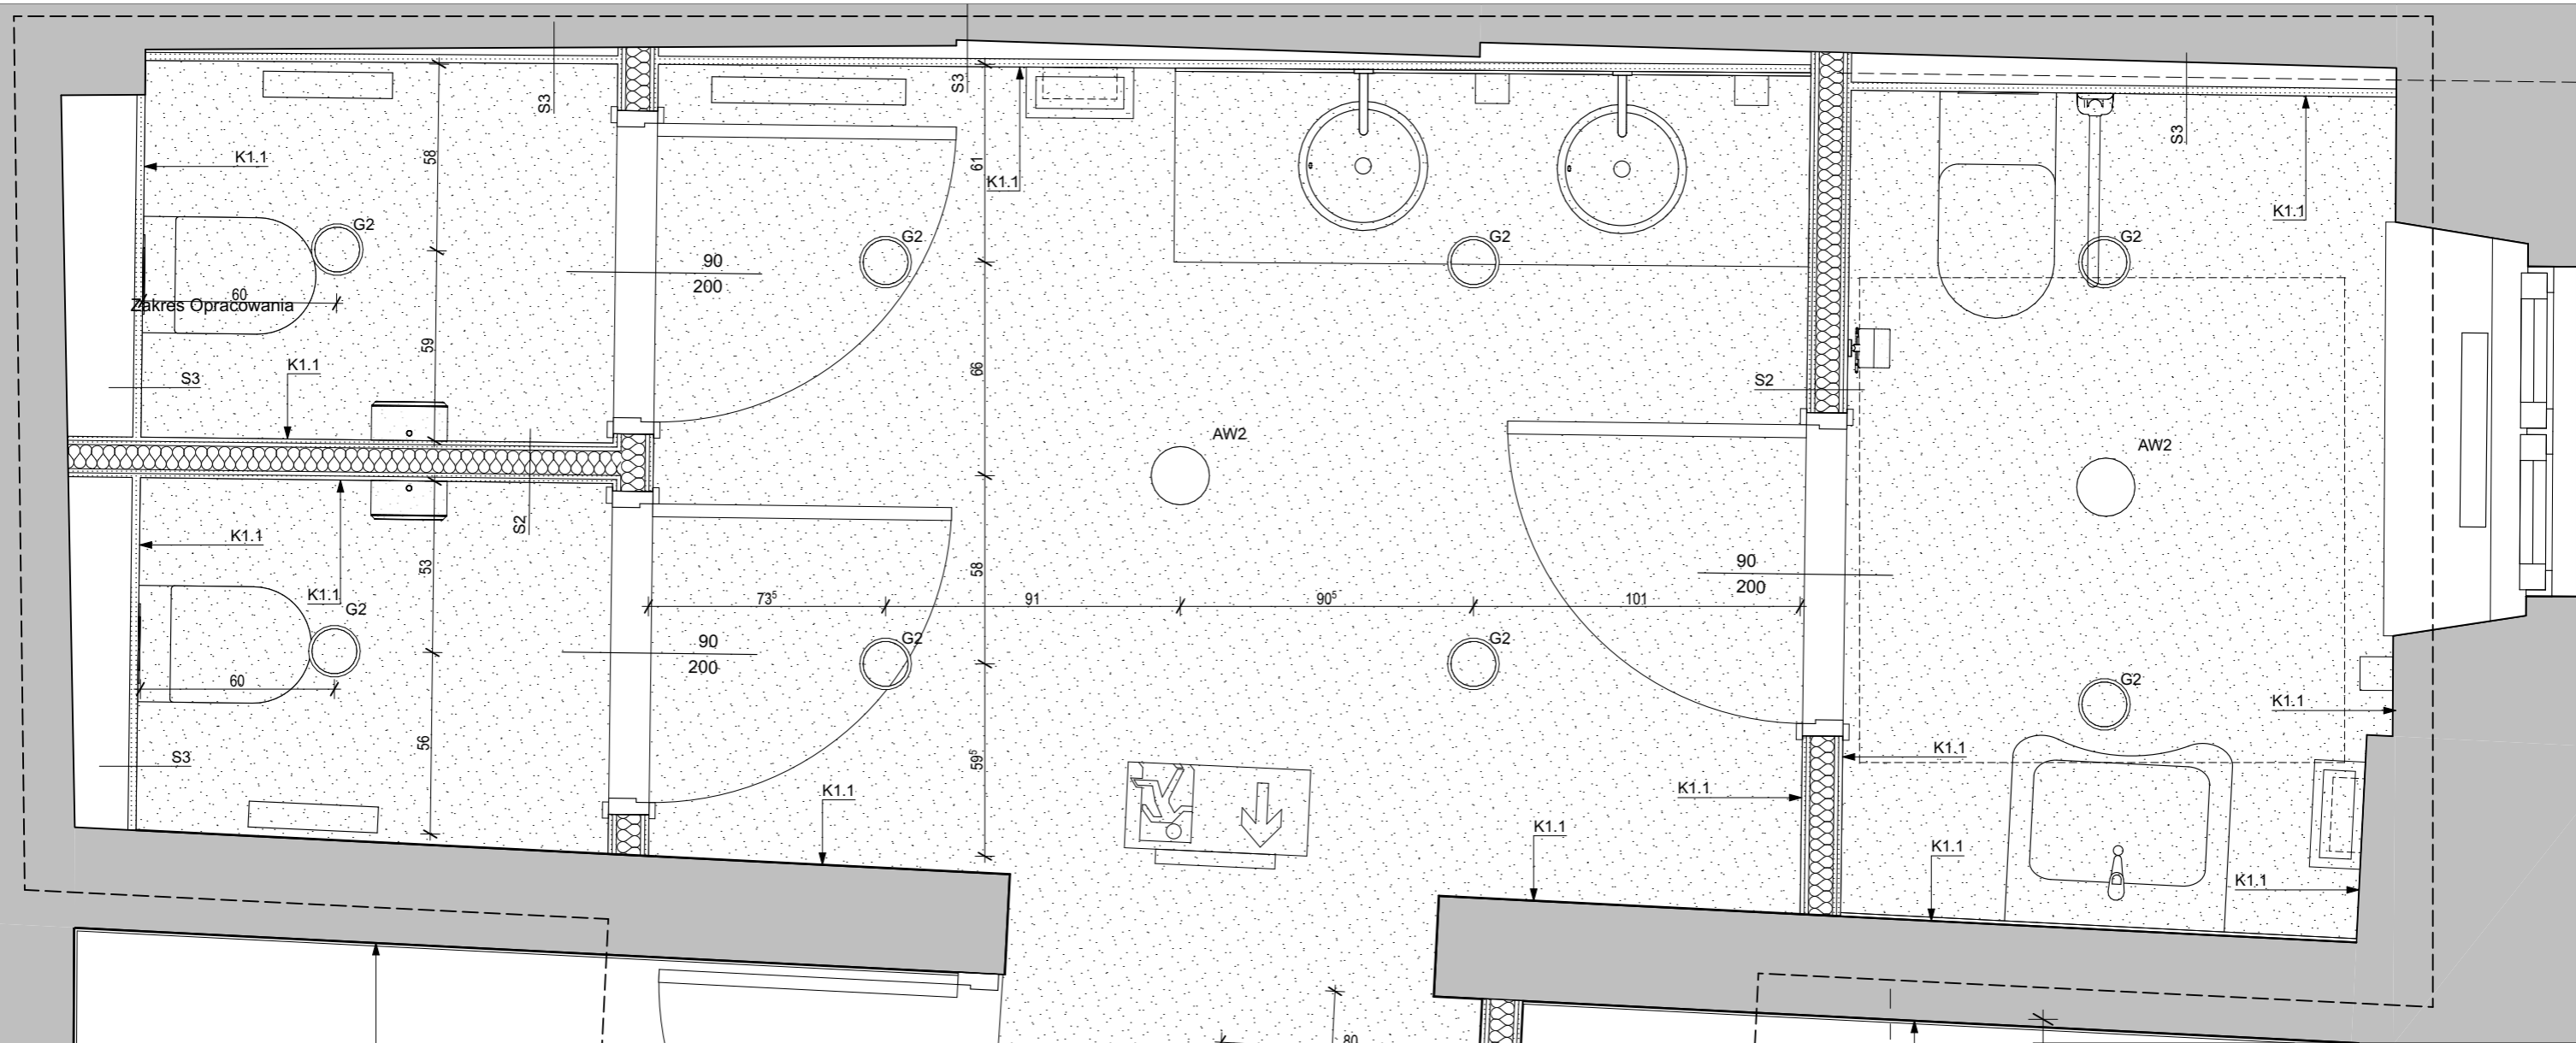 S3
S3
58
K1.1
61
K1.1
S3
K1.1
G2
G2
G2
G2
90
200
60
Zakres Opracowania
59
K1.1
S3
66
S2
AW2
AW2
S2
K1.1
53
K1.1
G2
58
90
200
73⁵
91
90⁵
101
90
200
G2
G2
60
G2
K1.1
56
S3
59⁵
K1.1
K1.1
K1.1
K1.1
K1.1
K1.1
80